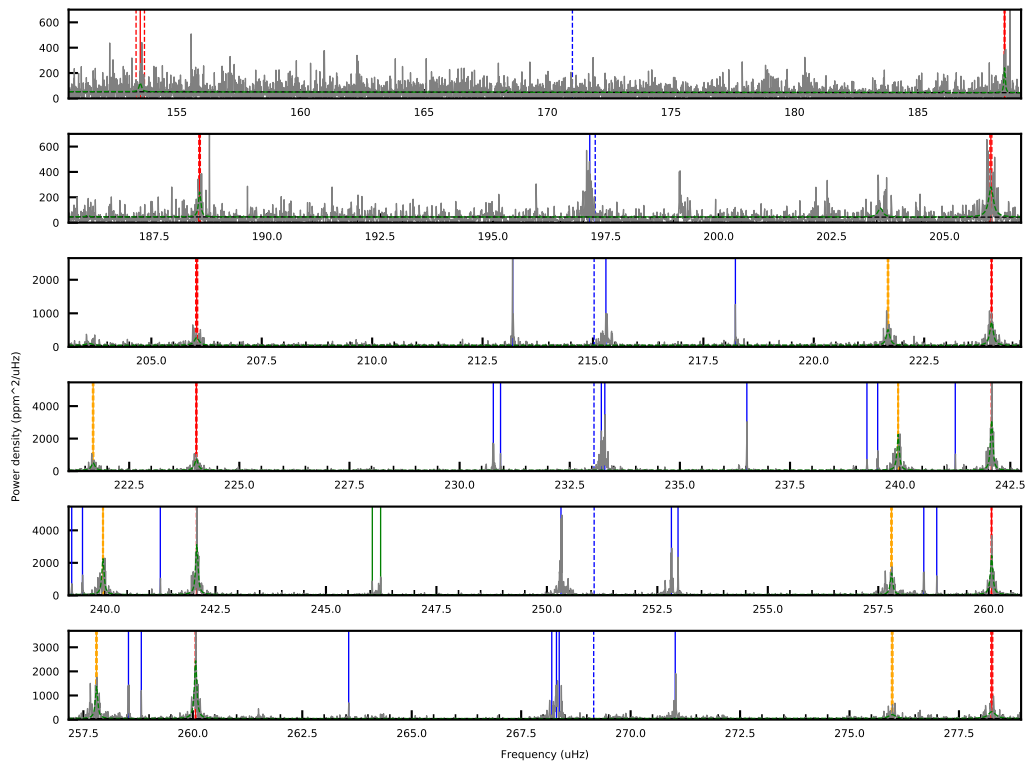 600
400
200
0
155 160 165 170 175 180 185
600
400
200
0
187.5 190.0 192.5 195.0 197.5 200.0 202.5 205.0
2000
1000
0
205.0 207.5 210.0 212.5 215.0 217.5 220.0 222.5
Power density (ppm^2/uHz)
4000
2000
0
222.5 225.0 227.5 230.0 232.5 235.0 237.5 240.0 242.5
4000
2000
0
240.0 242.5 245.0 247.5 250.0 252.5 255.0 257.5 260.0
3000
2000
1000
0
257.5 260.0 262.5 265.0 267.5 270.0 272.5 275.0 277.5
Frequency (uHz)